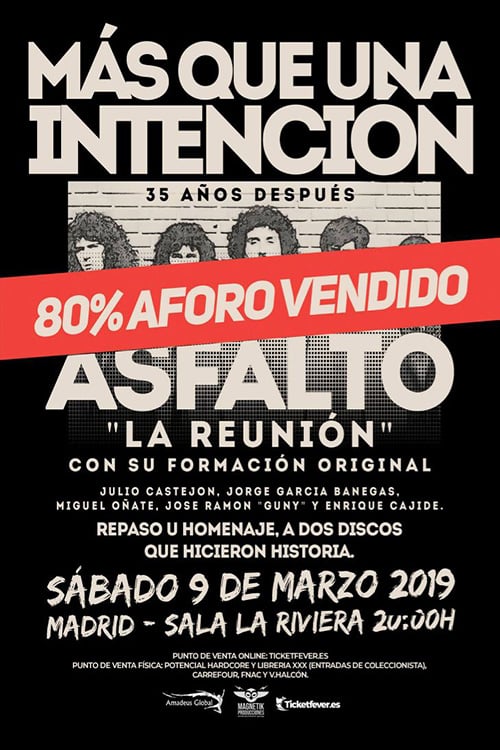 MÁS QUE UNA
INTENCIÓN
35 AÑOS DESPUÉS
80% AFORO VENDIDO
ASFALTO
"LA REUNIÓN"
CON SU FORMACIÓN ORIGINAL
JULIO CASTEJON, JORGE GARCIA BANEGAS,
MIGUEL OÑATE, JOSE RAMON "GUNY" Y ENRIQUE CAJIDE.
REPASO U HOMENAJE, A DOS DISCOS
QUE HICIERON HISTORIA.
SÁBADO 9 DE MARZO 2019
MADRID - SALA LA RIVIERA 20:00H
PUNTO DE VENTA ONLINE: TICKETFEVER.ES
PUNTO DE VENTA FÍSICA: POTENCIAL HARDCORE Y LIBRERIA XXX (ENTRADAS DE COLECCIONISTA),
CARREFOUR, FNAC Y V.HALCÓN.
Amadeus Global
MAGNETIK
PRODUCCIONES
Ticketfever.es